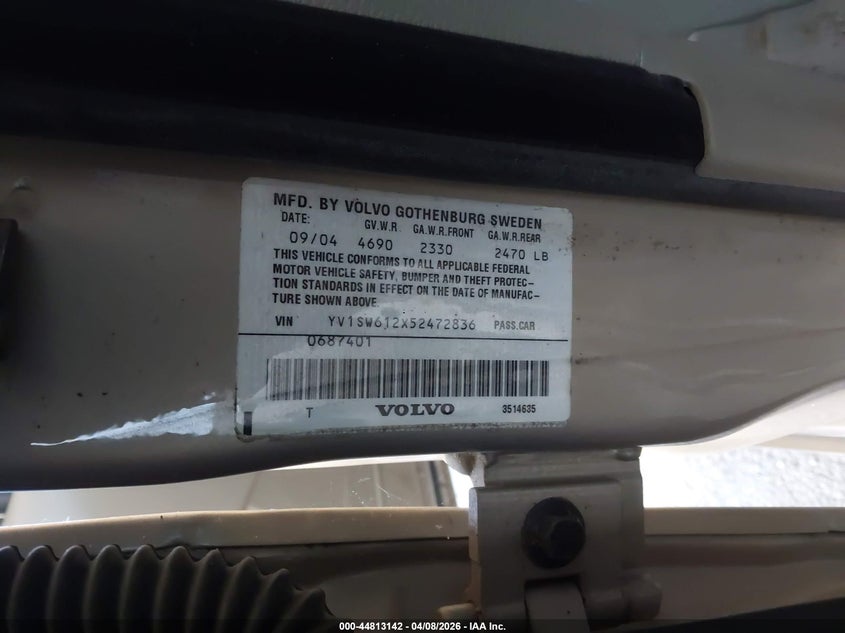 MFD. BY VOLVO GOTHENBURG SWEDEN
DATE: G.V.W.R. GA.W.R.FRONT GA.W.R.REAR
09/04 4690 2330 2470 LB
THIS VEHICLE CONFORMS TO ALL APPLICABLE FEDERAL
MOTOR VEHICLE SAFETY, BUMPER AND THEFT PROTEC-
TION STANDARDS IN EFFECT ON THE DATE OF MANUFAC-
TURE SHOWN ABOVE.
VIN YV1SW612X52472836 PASS.CAR
0687401
T VOLVO 3514635
000-44813142 - 04/08/2026 - IAA Inc.